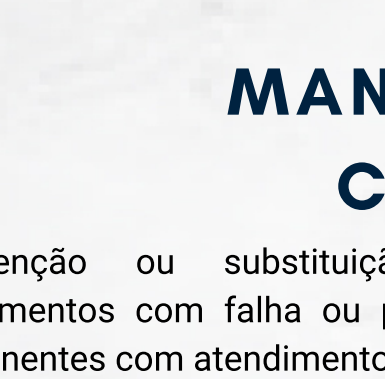 MAN
C
enção ou substituiçã
mentos com falha ou p
nentes com atendimento